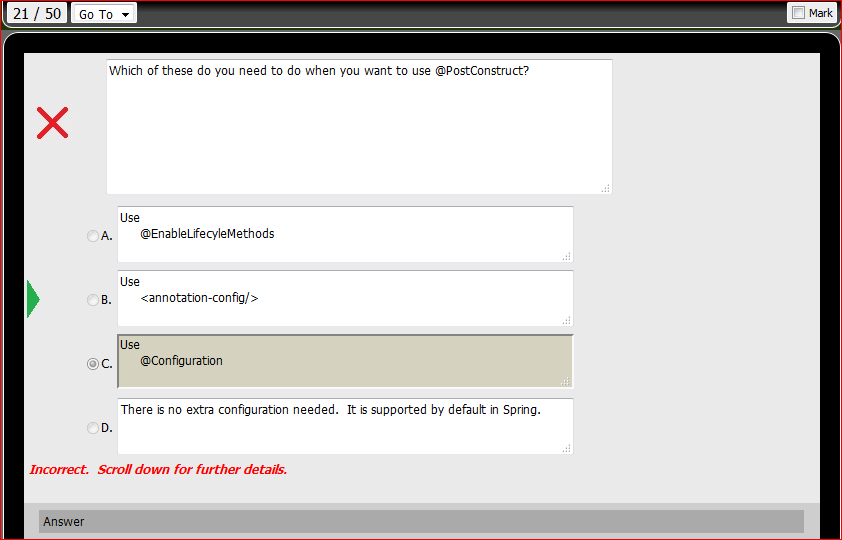 21 / 50
Go To
Mark
Which of these do you need to do when you want to use @PostConstruct?
A.
Use
@EnableLifecyleMethods
B.
Use
<annotation-config/>
C.
Use
@Configuration
D.
There is no extra configuration needed.  It is supported by default in Spring.
Incorrect.  Scroll down for further details.
Answer